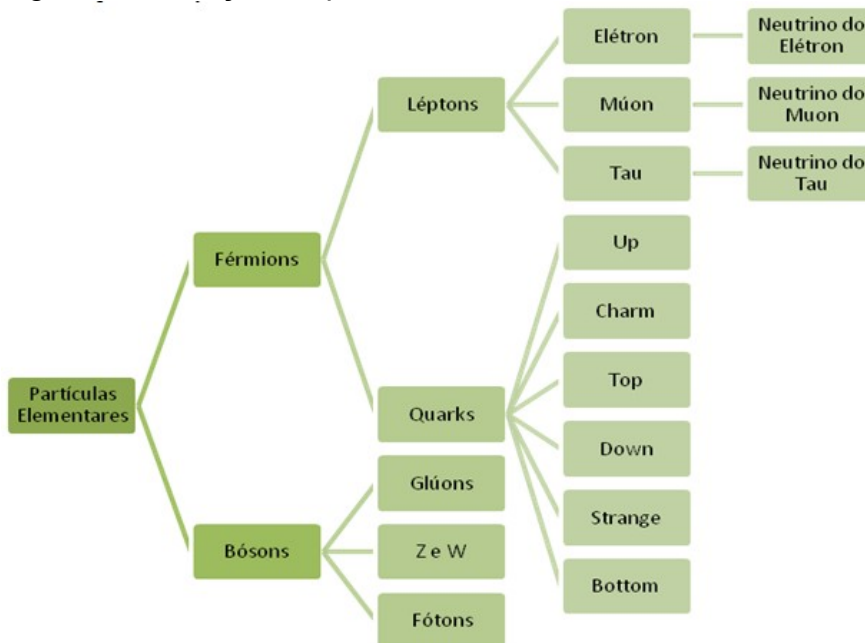 Partículas
Elementares
Férmions
Bósons
Léptons
Quarks
Glúons
Z e W
Fótons
Elétron
Múon
Tau
Up
Charm
Top
Down
Strange
Bottom
Neutrino do
Elétron
Neutrino do
Muon
Neutrino do
Tau